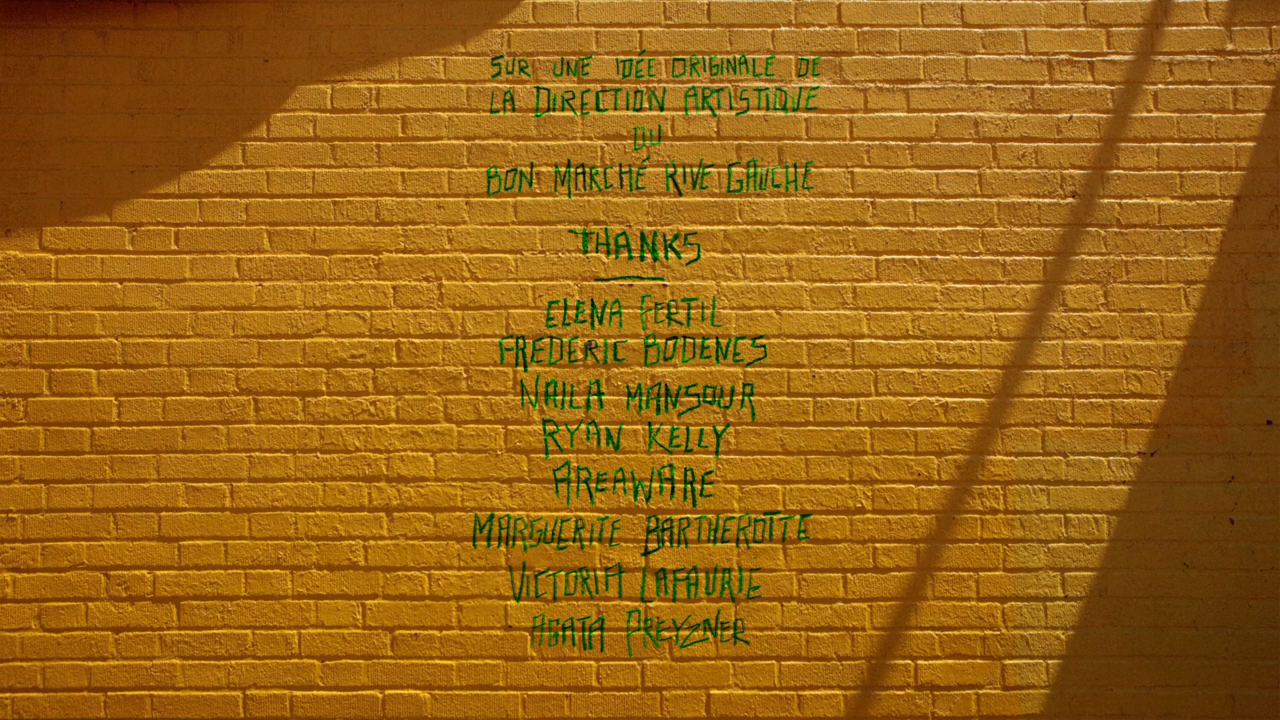 SUR UNE IDÉE ORIGINALE DE
LA DIRECTION ARTISTIQUE
DU
BON MARCHÉ RIVE GAUCHE
THANKS
ELENA FERTIL
FREDERIC BODENES
NAILA MANSOUR
RYAN KELLY
AREAWARE
MARGUERITE BARTHEROTTE
VICTORIA LAFAURIE
AGATA PREYZNER